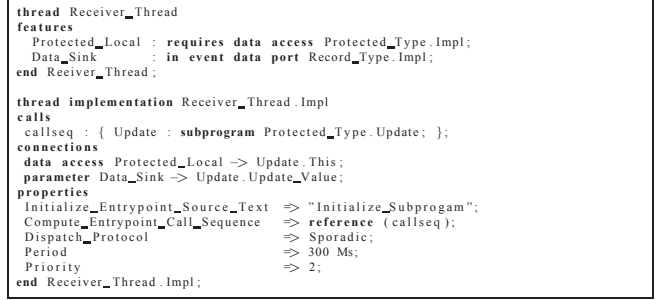 thread Receiver_Thread
features
Protected_Local : requires data access Protected_Type.Impl;
Data_Sink : in event data port Record_Type.Impl;
end Reeiver_Thread;
thread implementation Receiver_Thread.Impl
calls
callseq : { Update : subprogram Protected_Type.Update; };
connections
data access Protected_Local -> Update.This;
parameter Data_Sink -> Update.Update_Value;
properties
Initialize_Entrypoint_Source_Text => "Initialize_Subprogam";
Compute_Entrypoint_Call_Sequence => reference (callseq);
Dispatch_Protocol => Sporadic;
Period => 300 Ms;
Priority => 2;
end Receiver_Thread.Impl;